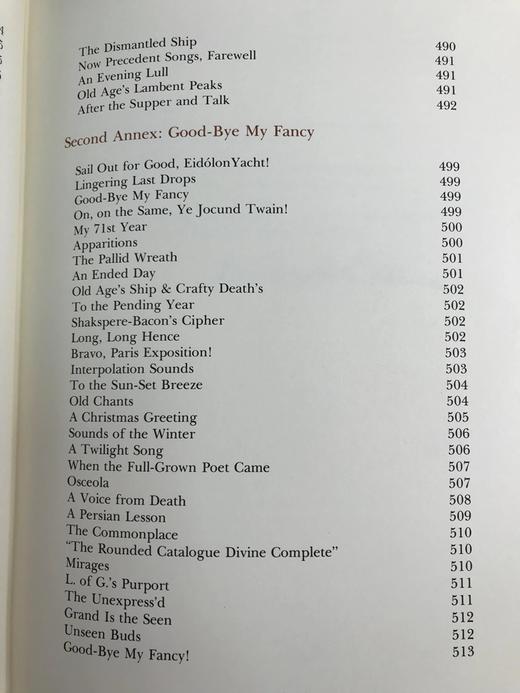 The Dismantled Ship 490
Now Precedent Songs, Farewell 491
An Evening Lull 491
Old Age's Lambent Peaks 491
After the Supper and Talk 492
Second Annex: Good-Bye My Fancy
Sail Out for Good, EidólonYacht! 499
Lingering Last Drops 499
Good-Bye My Fancy 499
On, on the Same, Ye Jocund Twain! 499
My 71st Year 500
Apparitions 500
The Pallid Wreath 501
An Ended Day 501
Old Age's Ship & Crafty Death's 502
To the Pending Year 502
Shakspere-Bacon's Cipher 502
Long, Long Hence 502
Bravo, Paris Exposition! 503
Interpolation Sounds 503
To the Sun-Set Breeze 504
Old Chants 504
A Christmas Greeting 505
Sounds of the Winter 506
A Twilight Song 506
When the Full-Grown Poet Came 507
Osceola 507
A Voice from Death 508
A Persian Lesson 509
The Commonplace 510
"The Rounded Catalogue Divine Complete" 510
Mirages 510
L. of G.'s Purport 511
The Unexpress'd 511
Grand Is the Seen 512
Unseen Buds 512
Good-Bye My Fancy! 513